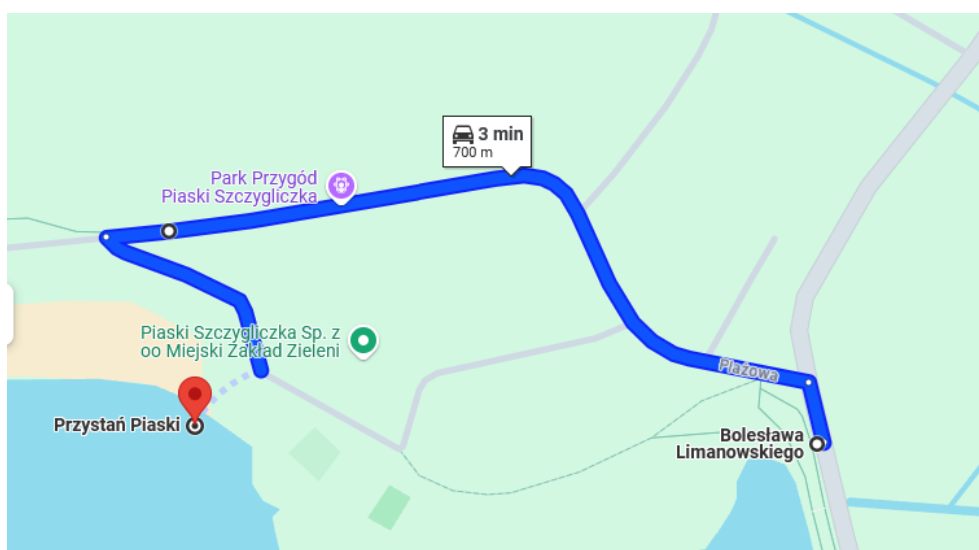 3 min
700 m
Park Przygód
Piaski Szczygliczka
Piaski Szczygliczka Sp. z
oo Miejski Zakład Zieleni
Plażowa
Przystań Piaski
Bolesława
Limanowskiego